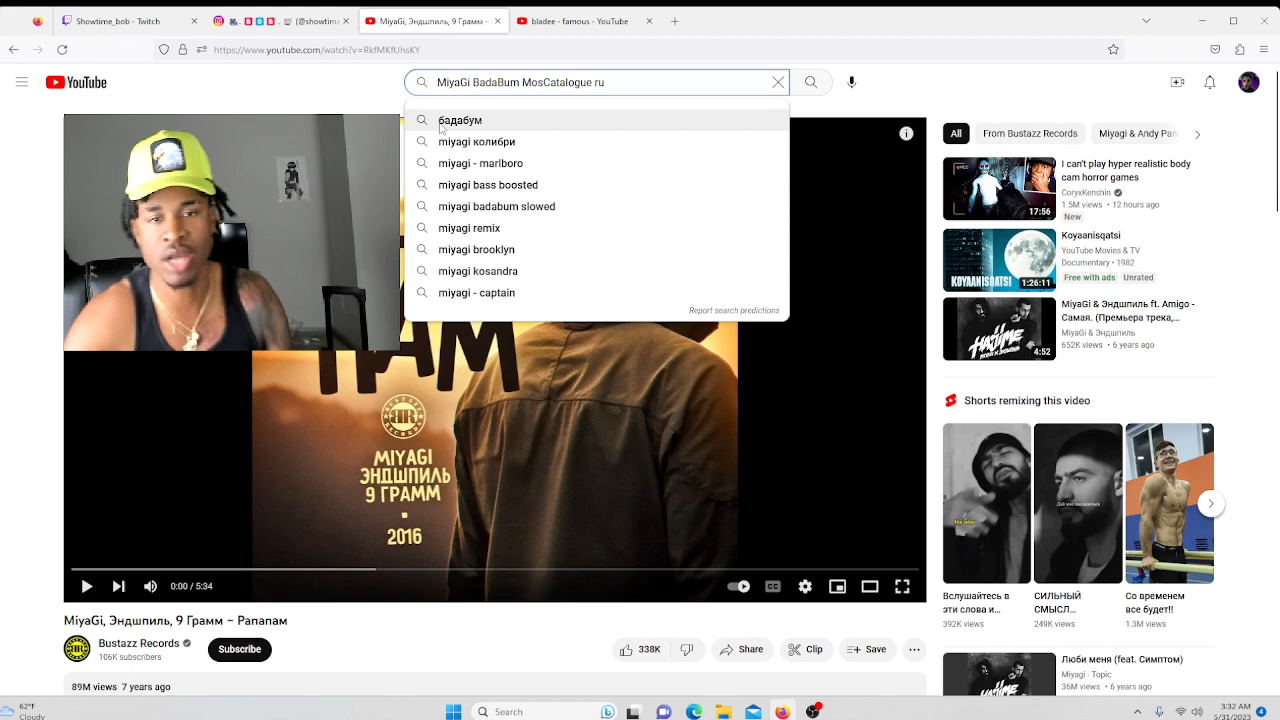 Showtime_bob - Twitch
(@showtime
MiyaGi, Эндшпиль, 9 Грамм –
bladee - famous - YouTube
https://www.youtube.com/watch?v=RkfMKfUhsKY
YouTube
MiyaGi BadaBum MosCatalogue ru
бадабум
miyagi колибри
miyagi - marlboro
miyagi bass boosted
miyagi badabum slowed
miyagi remix
miyagi brooklyn
miyagi kosandra
miyagi - captain
Report search predictions
MIYAGI
ЭНДШПИЛЬ
9 ГРАММ
2016
BUSTAZZ
RECORDS
0:00 / 5:34
MiyaGi, Эндшпиль, 9 Грамм – Рапапам
Bustazz Records
106K subscribers
Subscribe
338K
Share
Clip
Save
89M views 7 years ago
All
From Bustazz Records
Miyagi & Andy Pan
I can't play hyper realistic body
cam horror games
CoryxKenshin
1.5M views • 12 hours ago
New
17:56
Koyaanisqatsi
YouTube Movies & TV
Documentary • 1982
Free with ads Unrated
KOYAANISQATSI
1:26:11
MiyaGi & Эндшпиль ft. Amigo -
Самая. (Премьера трека,...
MiyaGi & Эндшпиль
652K views • 6 years ago
HAJIME
4:52
Shorts remixing this video
Вслушайтесь в
эти слова и...
392K views
СИЛЬНЫЙ
СМЫСЛ...
249K views
Со временем
все будет!!
1.3M views
Люби меня (feat. Симптом)
Miyagi - Topic
36M views • 6 years ago
62°F
Cloudy
Search
3:32 AM
5/31/2023
4